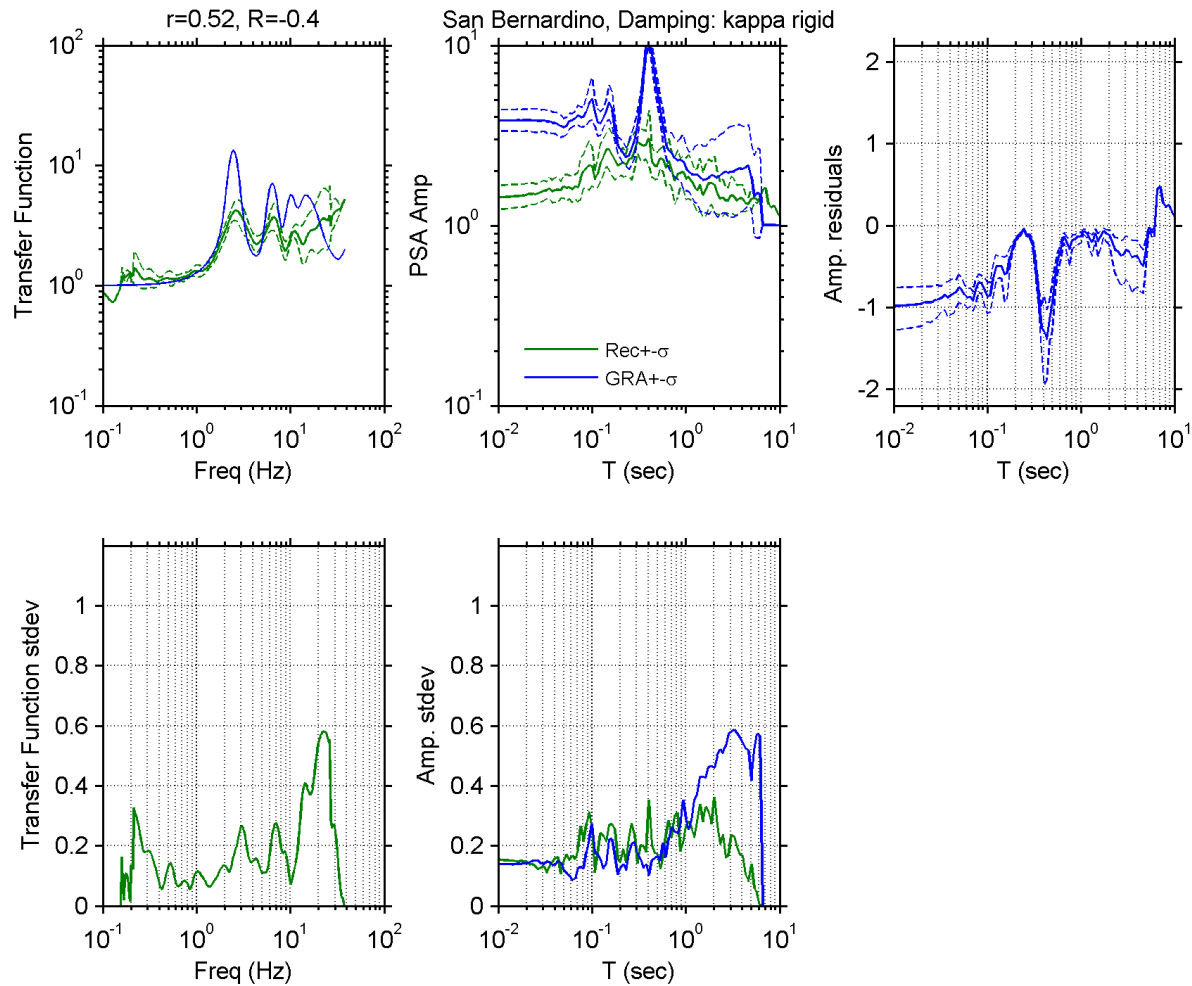 r=0.52, R=-0.4
San Bernardino, Damping: kappa rigid
10^2
10^1
10^0
10^-1
Transfer Function
10^-1 10^0 10^1 10^2
Freq (Hz)
10^1
10^0
10^-1
PSA Amp
Rec+-σ
GRA+-σ
10^-2 10^-1 10^0 10^1
T (sec)
2
1
0
-1
-2
Amp. residuals
10^-2 10^-1 10^0 10^1
T (sec)
1
0.8
0.6
0.4
0.2
0
Transfer Function stdev
10^-1 10^0 10^1 10^2
Freq (Hz)
1
0.8
0.6
0.4
0.2
0
Amp. stdev
10^-2 10^-1 10^0 10^1
T (sec)